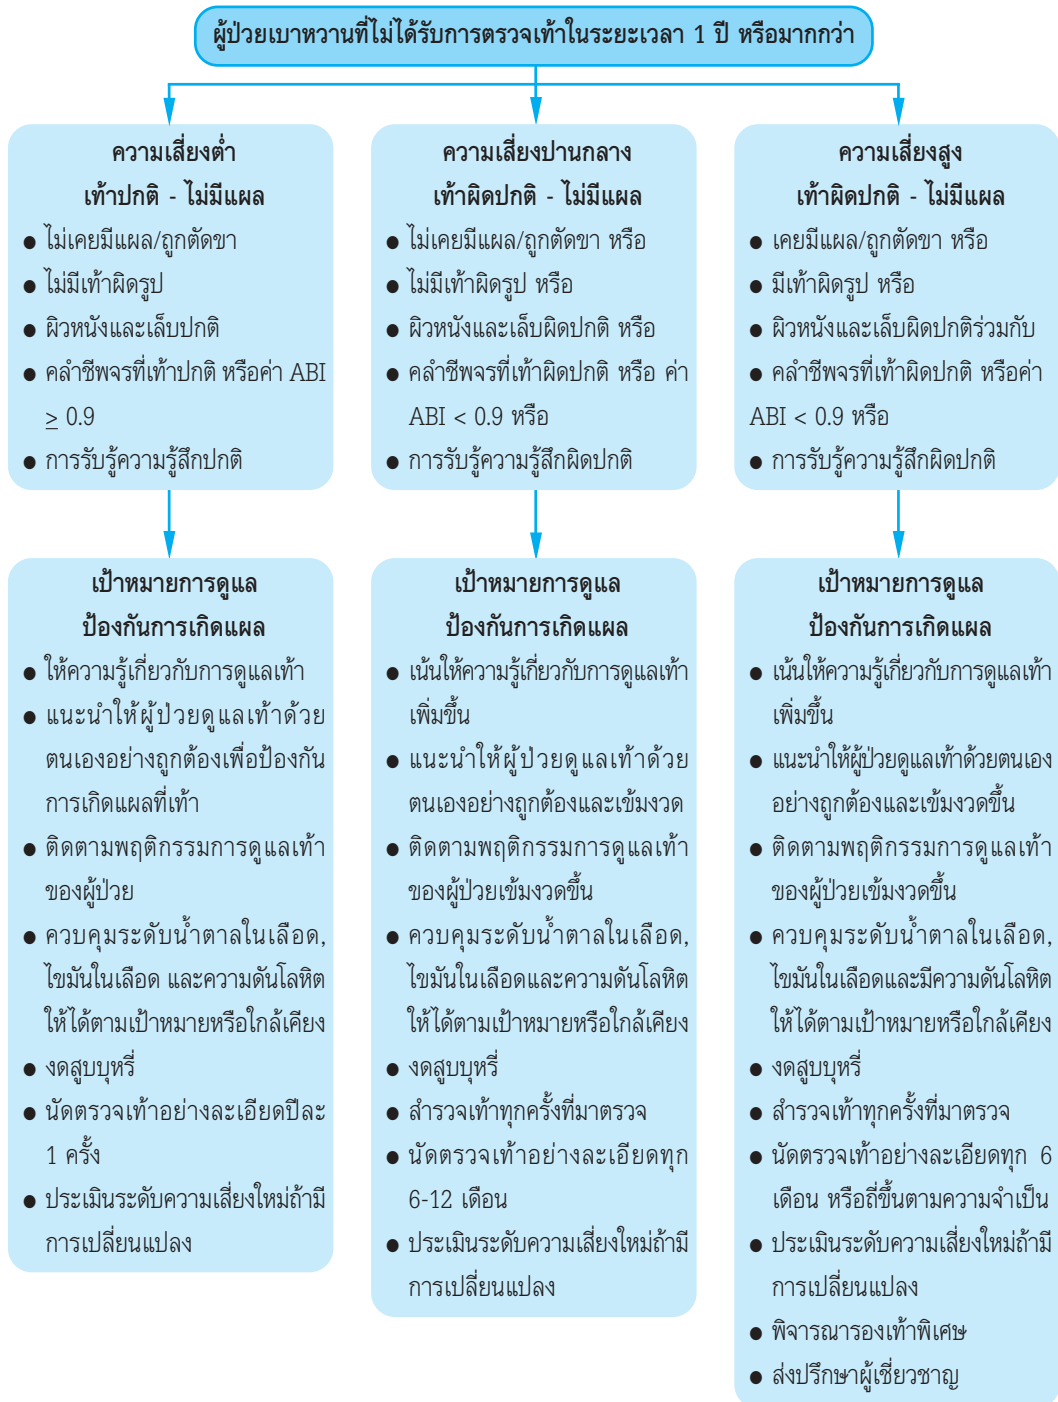 ผู้ป่วยเบาหวานที่ไม่ได้รับการตรวจเท้าในระยะเวลา 1 ปี หรือมากกว่า
ความเสี่ยงต่ำ
เท้าปกติ - ไม่มีแผล
● ไม่เคยมีแผล/ถูกตัดขา
● ไม่มีเท้าผิดรูป
● ผิวหนังและเล็บปกติ
● คลำชีพจรที่เท้าปกติ หรือค่า ABI
≥ 0.9
● การรับรู้ความรู้สึกปกติ
ความเสี่ยงปานกลาง
เท้าผิดปกติ - ไม่มีแผล
● ไม่เคยมีแผล/ถูกตัดขา หรือ
● ไม่มีเท้าผิดรูป หรือ
● ผิวหนังและเล็บผิดปกติ หรือ
● คลำชีพจรที่เท้าผิดปกติ หรือ ค่า
ABI < 0.9 หรือ
● การรับรู้ความรู้สึกผิดปกติ
ความเสี่ยงสูง
เท้าผิดปกติ - ไม่มีแผล
● เคยมีแผล/ถูกตัดขา หรือ
● มีเท้าผิดรูป หรือ
● ผิวหนังและเล็บผิดปกติร่วมกับ
● คลำชีพจรที่เท้าผิดปกติ หรือค่า
ABI < 0.9 หรือ
● การรับรู้ความรู้สึกผิดปกติ
เป้าหมายการดูแล
ป้องกันการเกิดแผล
● ให้ความรู้เกี่ยวกับการดูแลเท้า
● แนะนำให้ผู้ป่วยดูแลเท้าด้วย
ตนเองอย่างถูกต้องเพื่อป้องกัน
การเกิดแผลที่เท้า
● ติดตามพฤติกรรมการดูแลเท้า
ของผู้ป่วย
● ควบคุมระดับน้ำตาลในเลือด,
ไขมันในเลือด และความดันโลหิต
ให้ได้ตามเป้าหมายหรือใกล้เคียง
● งดสูบบุหรี่
● นัดตรวจเท้าอย่างละเอียดปีละ
1 ครั้ง
● ประเมินระดับความเสี่ยงใหม่ถ้ามี
การเปลี่ยนแปลง
เป้าหมายการดูแล
ป้องกันการเกิดแผล
● เน้นให้ความรู้เกี่ยวกับการดูแลเท้า
เพิ่มขึ้น
● แนะนำให้ผู้ป่วยดูแลเท้าด้วย
ตนเองอย่างถูกต้องและเข้มงวด
● ติดตามพฤติกรรมการดูแลเท้า
ของผู้ป่วยเข้มงวดขึ้น
● ควบคุมระดับน้ำตาลในเลือด,
ไขมันในเลือดและความดันโลหิต
ให้ได้ตามเป้าหมายหรือใกล้เคียง
● งดสูบบุหรี่
● สำรวจเท้าทุกครั้งที่มาตรวจ
● นัดตรวจเท้าอย่างละเอียดทุก
6-12 เดือน
● ประเมินระดับความเสี่ยงใหม่ถ้ามี
การเปลี่ยนแปลง
เป้าหมายการดูแล
ป้องกันการเกิดแผล
● เน้นให้ความรู้เกี่ยวกับการดูแลเท้า
เพิ่มขึ้น
● แนะนำให้ผู้ป่วยดูแลเท้าด้วยตนเอง
อย่างถูกต้องและเข้มงวดขึ้น
● ติดตามพฤติกรรมการดูแลเท้า
ของผู้ป่วยเข้มงวดขึ้น
● ควบคุมระดับน้ำตาลในเลือด,
ไขมันในเลือดและมีความดันโลหิต
ให้ได้ตามเป้าหมายหรือใกล้เคียง
● งดสูบบุหรี่
● สำรวจเท้าทุกครั้งที่มาตรวจ
● นัดตรวจเท้าอย่างละเอียดทุก 6
เดือน หรือถี่ขึ้นตามความจำเป็น
● ประเมินระดับความเสี่ยงใหม่ถ้ามี
การเปลี่ยนแปลง
● พิจารณารองเท้าพิเศษ
● ส่งปรึกษาผู้เชี่ยวชาญ